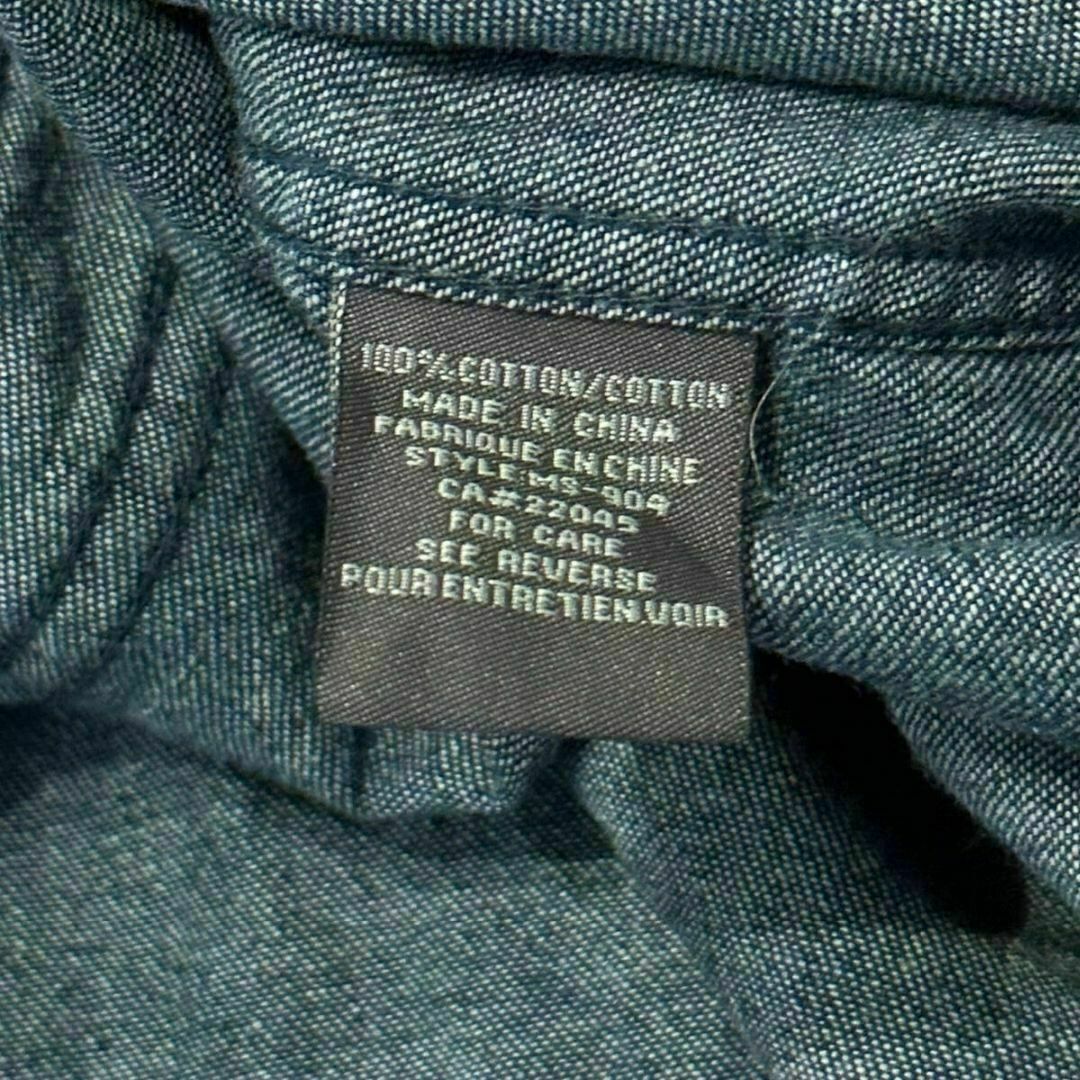 100% COTTON/COTTON
MADE IN CHINA
FABRIQUE EN CHINE
STYLE:MS-904
CA#22045
FOR CARE
SEE REVERSE
POUR ENTRETIEN VOIR